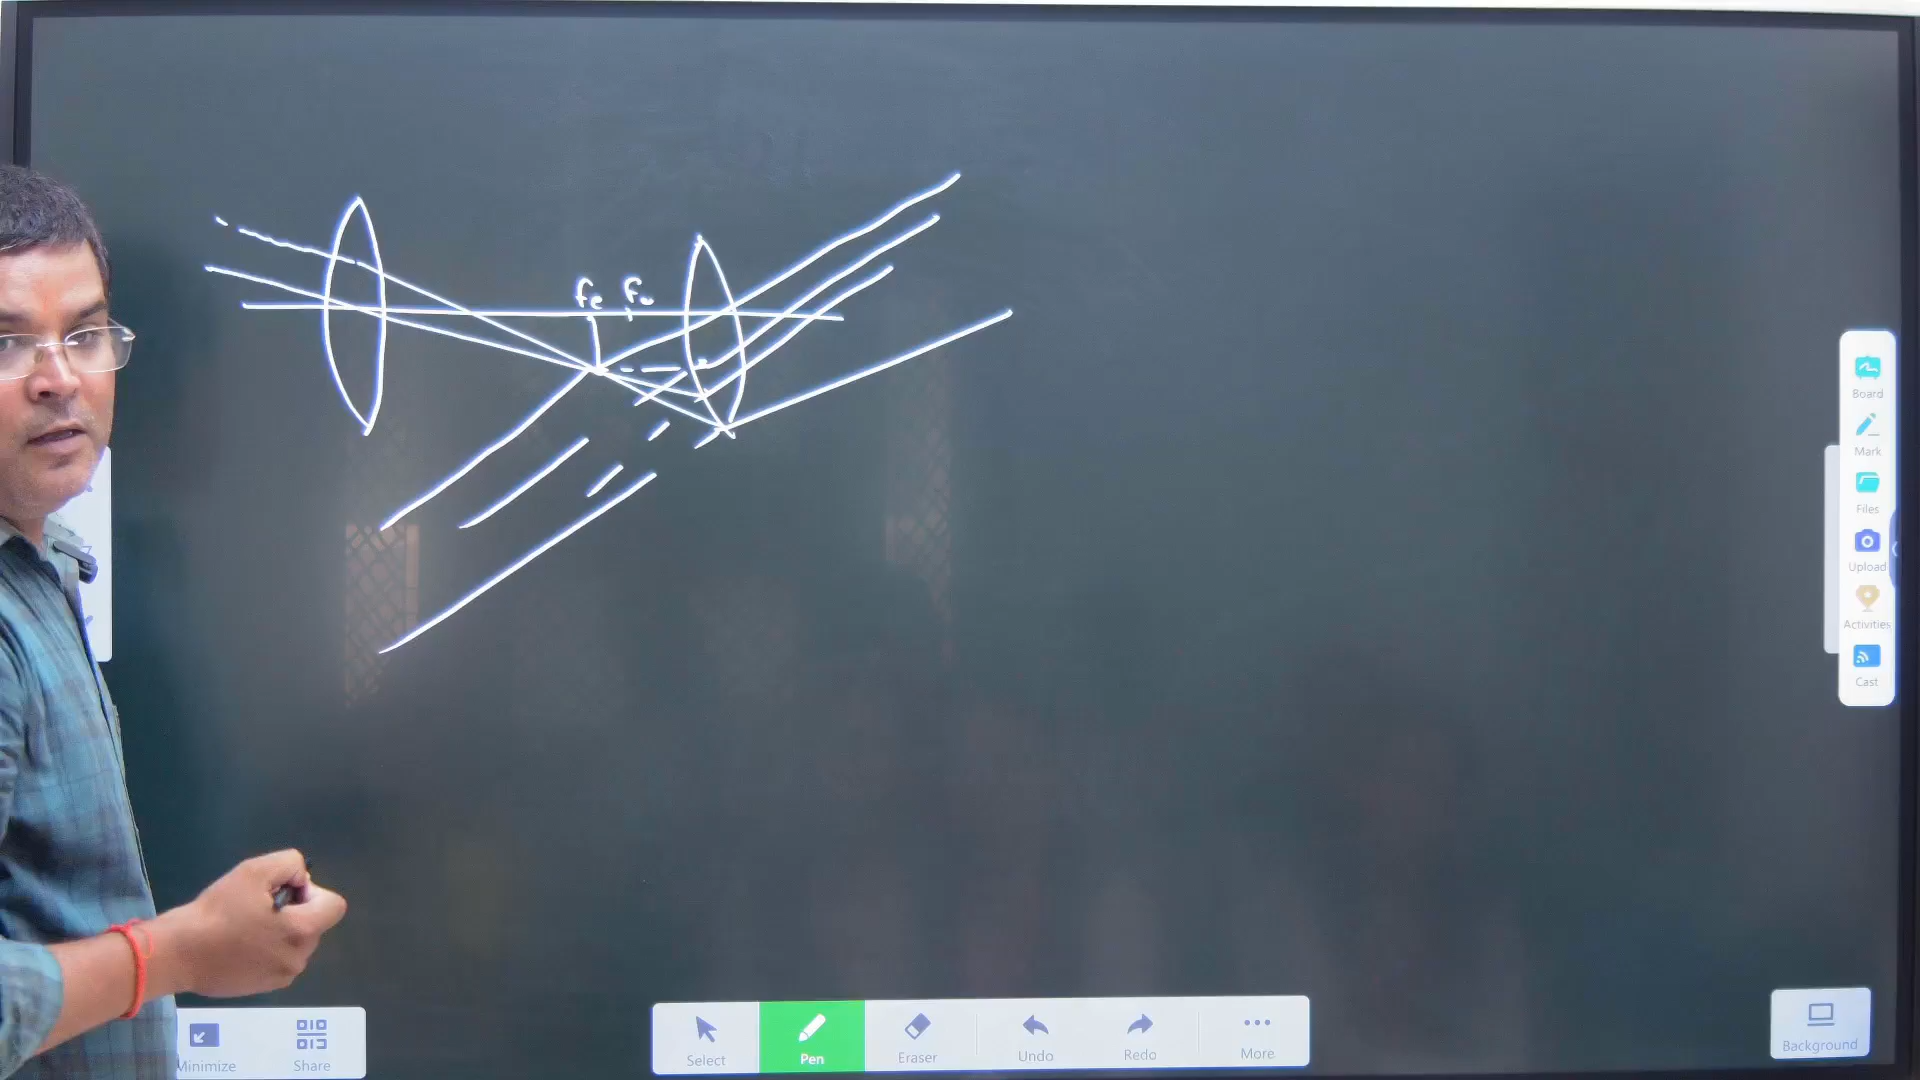 fe fo
Board
Mark
Files
Upload
Activities
Cast
Minimize
Share
Select
Pen
Eraser
Undo
Redo
More
Background